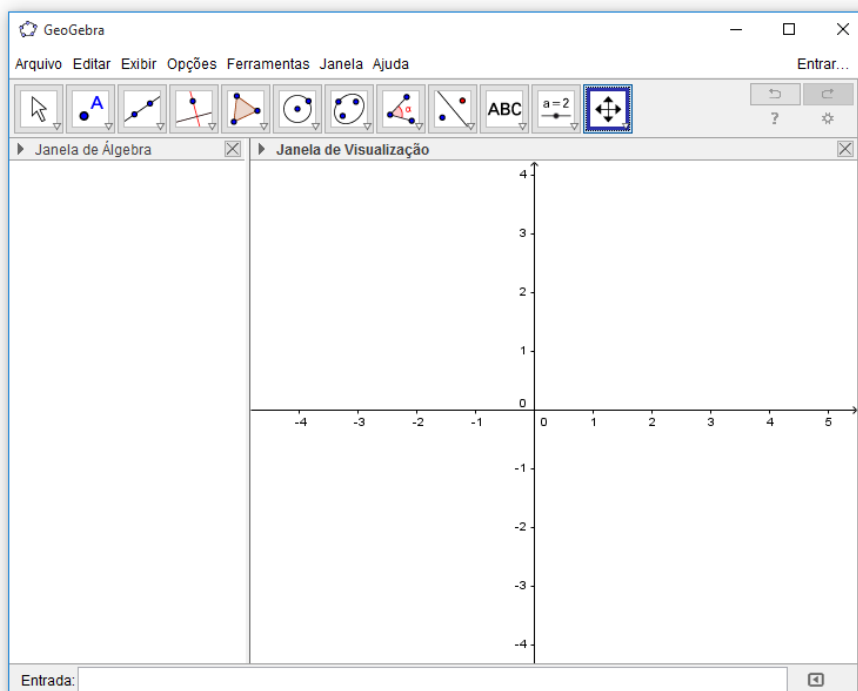 GeoGebra
Arquivo Editar Exibir Opções Ferramentas Janela Ajuda Entrar...
A α ABC a=2 ?
Janela de Álgebra Janela de Visualização
4
3
2
1
0
-4 -3 -2 -1 0 1 2 3 4 5
-1
-2
-3
-4
Entrada: